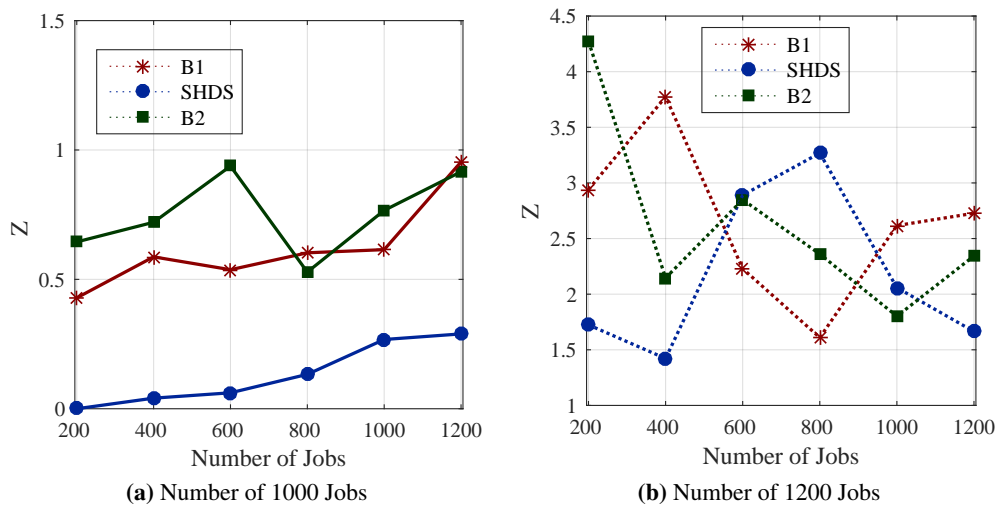 1.5
1
0.5
0
Z
B1
SHDS
B2
200 400 600 800 1000 1200
Number of Jobs
(a) Number of 1000 Jobs
4.5
4
3.5
3
2.5
2
1.5
1
Z
B1
SHDS
B2
200 400 600 800 1000 1200
Number of Jobs
(b) Number of 1200 Jobs